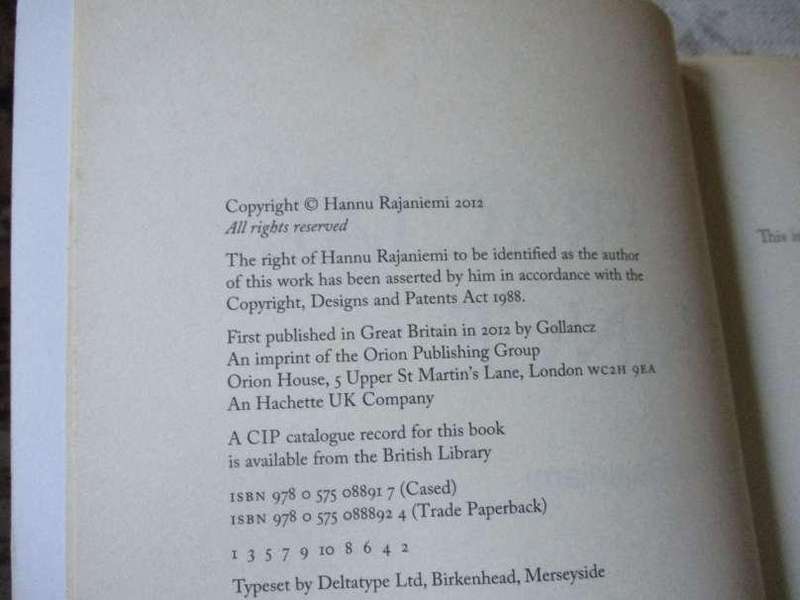 Copyright © Hannu Rajaniemi 2012
All rights reserved
The right of Hannu Rajaniemi to be identified as the author
of this work has been asserted by him in accordance with the
Copyright, Designs and Patents Act 1988.
First published in Great Britain in 2012 by Gollancz
An imprint of the Orion Publishing Group
Orion House, 5 Upper St Martin's Lane, London WC2H 9EA
An Hachette UK Company
A CIP catalogue record for this book
is available from the British Library
ISBN 978 0 575 08891 7 (Cased)
ISBN 978 0 575 088892 4 (Trade Paperback)
1 3 5 7 9 10 8 6 4 2
Typeset by Deltatype Ltd, Birkenhead, Merseyside
This